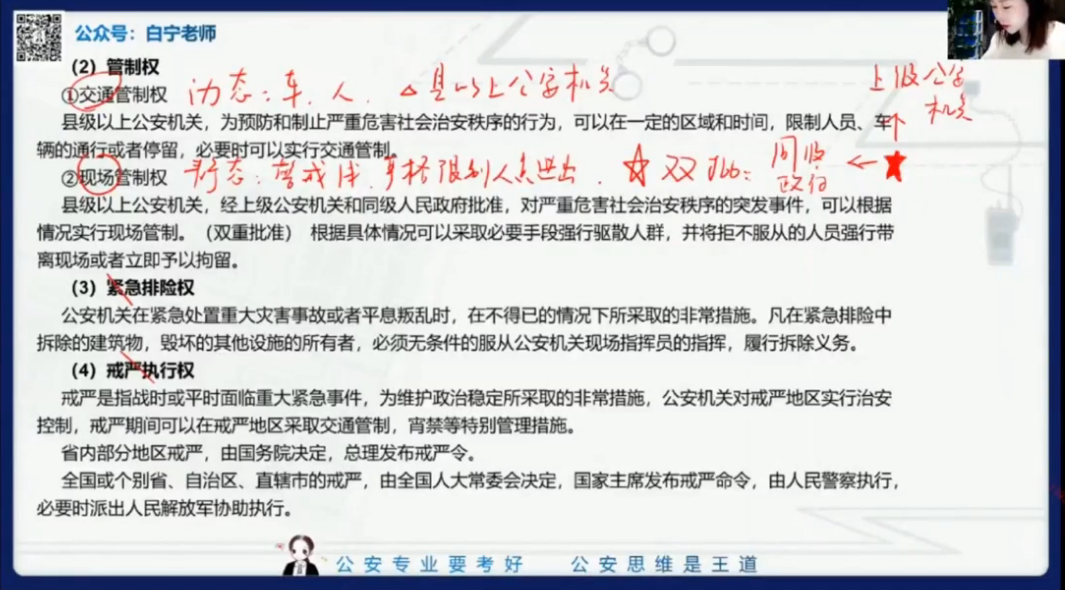 公众号：白宁老师
（2）管制权
①交通管制权 动态：车、人. △县以上公安机关
上级公安
机关
县级以上公安机关，为预防和制止严重危害社会治安秩序的行为，可以在一定的区域和时间，限制人员、车
辆的通行或者停留，必要时可以实行交通管制。
②现场管制权 静态：警戒线，严格限制人员进出. ☆双批：同级
政府
←★
县级以上公安机关，经上级公安机关和同级人民政府批准，对严重危害社会治安秩序的突发事件，可以根据
情况实行现场管制。（双重批准） 根据具体情况可以采取必要手段强行驱散人群，并将拒不服从的人员强行带
离现场或者立即予以拘留。
（3）紧急排险权
公安机关在紧急处置重大灾害事故或者平息叛乱时，在不得已的情况下所采取的非常措施。凡在紧急排险中
拆除的建筑物，毁坏的其他设施的所有者，必须无条件的服从公安机关现场指挥员的指挥，履行拆除义务。
（4）戒严执行权
戒严是指战时或平时面临重大紧急事件，为维护政治稳定所采取的非常措施，公安机关对戒严地区实行治安
控制，戒严期间可以在戒严地区采取交通管制，宵禁等特别管理措施。
省内部分地区戒严，由国务院决定，总理发布戒严令。
全国或个别省、自治区、直辖市的戒严，由全国人大常委会决定，国家主席发布戒严命令，由人民警察执行，
必要时派出人民解放军协助执行。
公安专业要考好 公安思维是王道